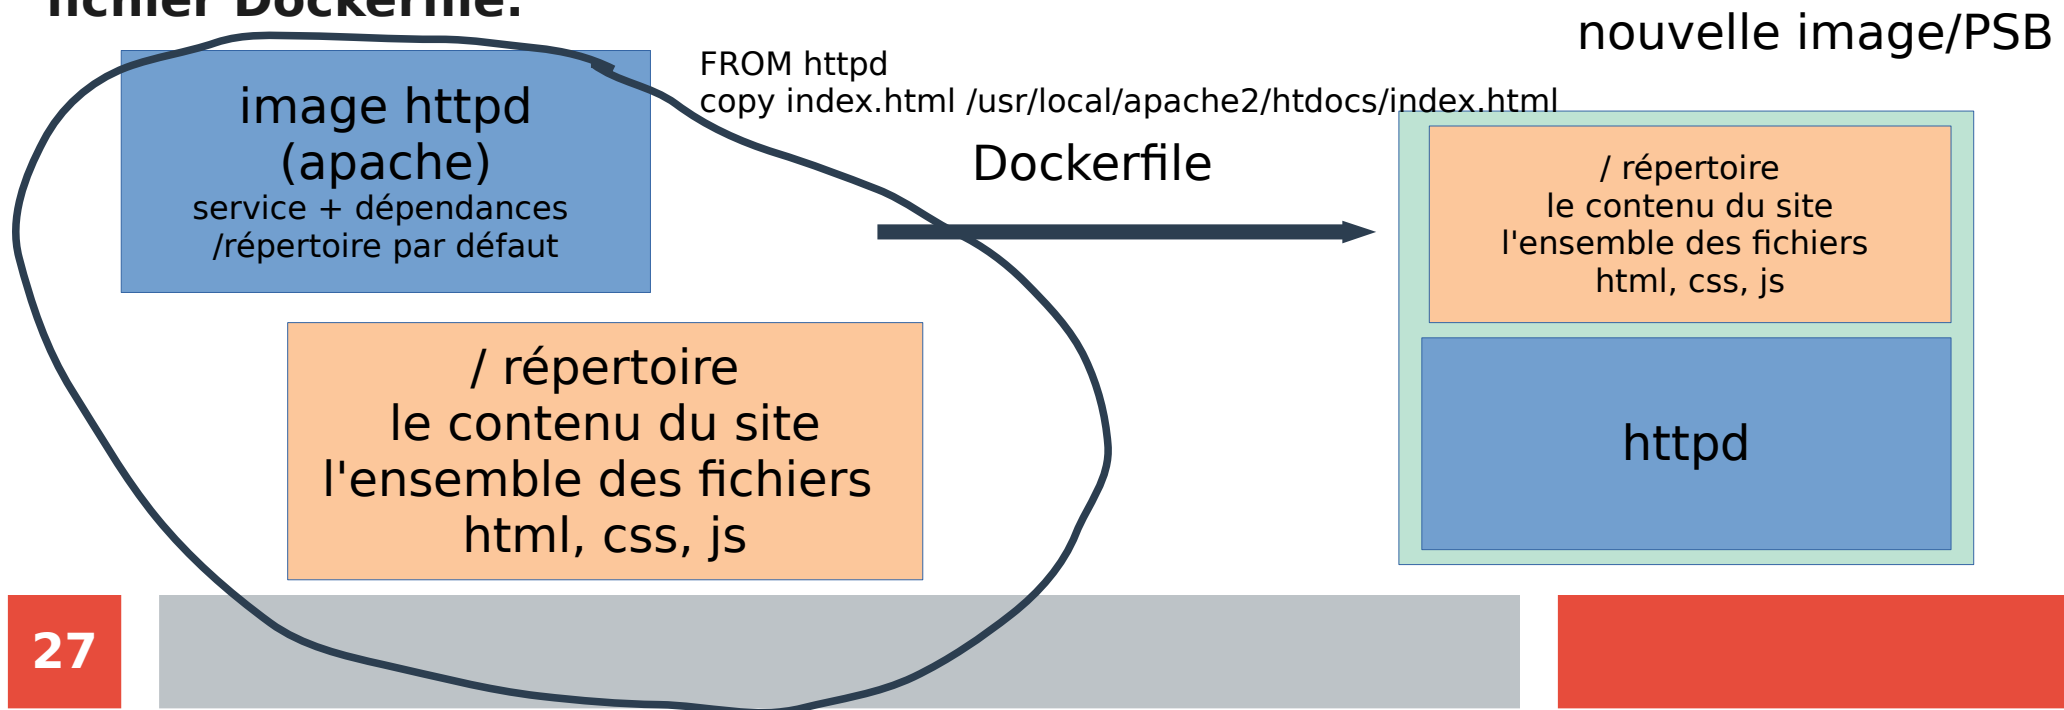 fichier Dockerfile.
nouvelle image/PSB
image httpd
(apache)
service + dépendances
/répertoire par défaut
FROM httpd
copy index.html /usr/local/apache2/htdocs/index.html
Dockerfile
/ répertoire
le contenu du site
l'ensemble des fichiers
html, css, js
/ répertoire
le contenu du site
l'ensemble des fichiers
html, css, js
httpd
27